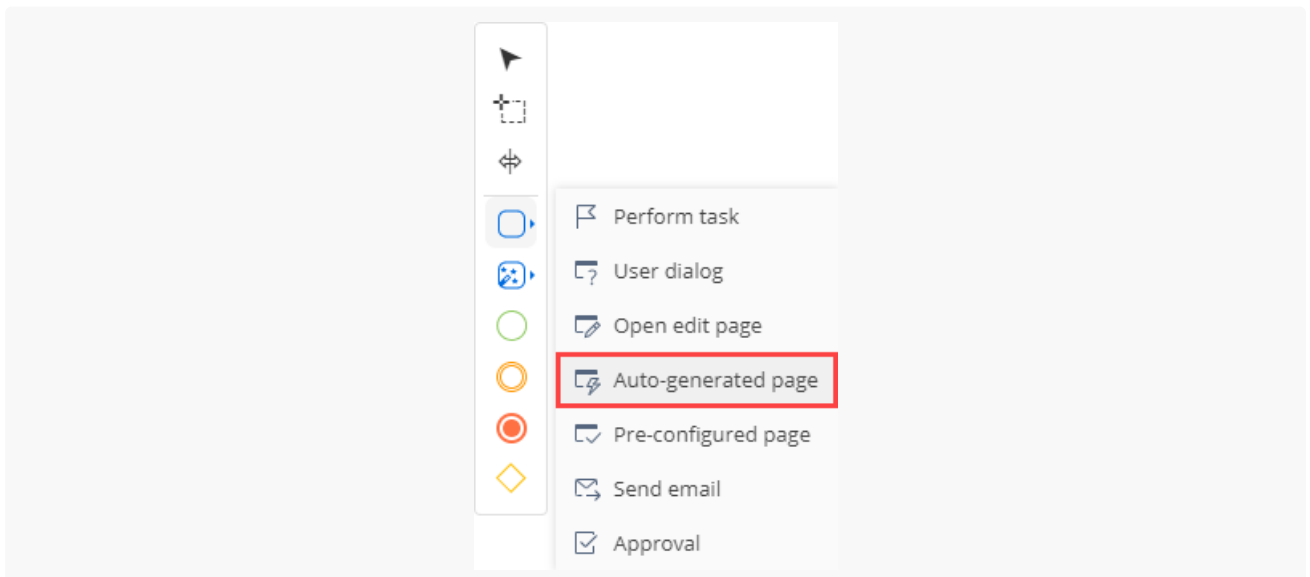 Perform task
User dialog
Open edit page
Auto-generated page
Pre-configured page
Send email
Approval